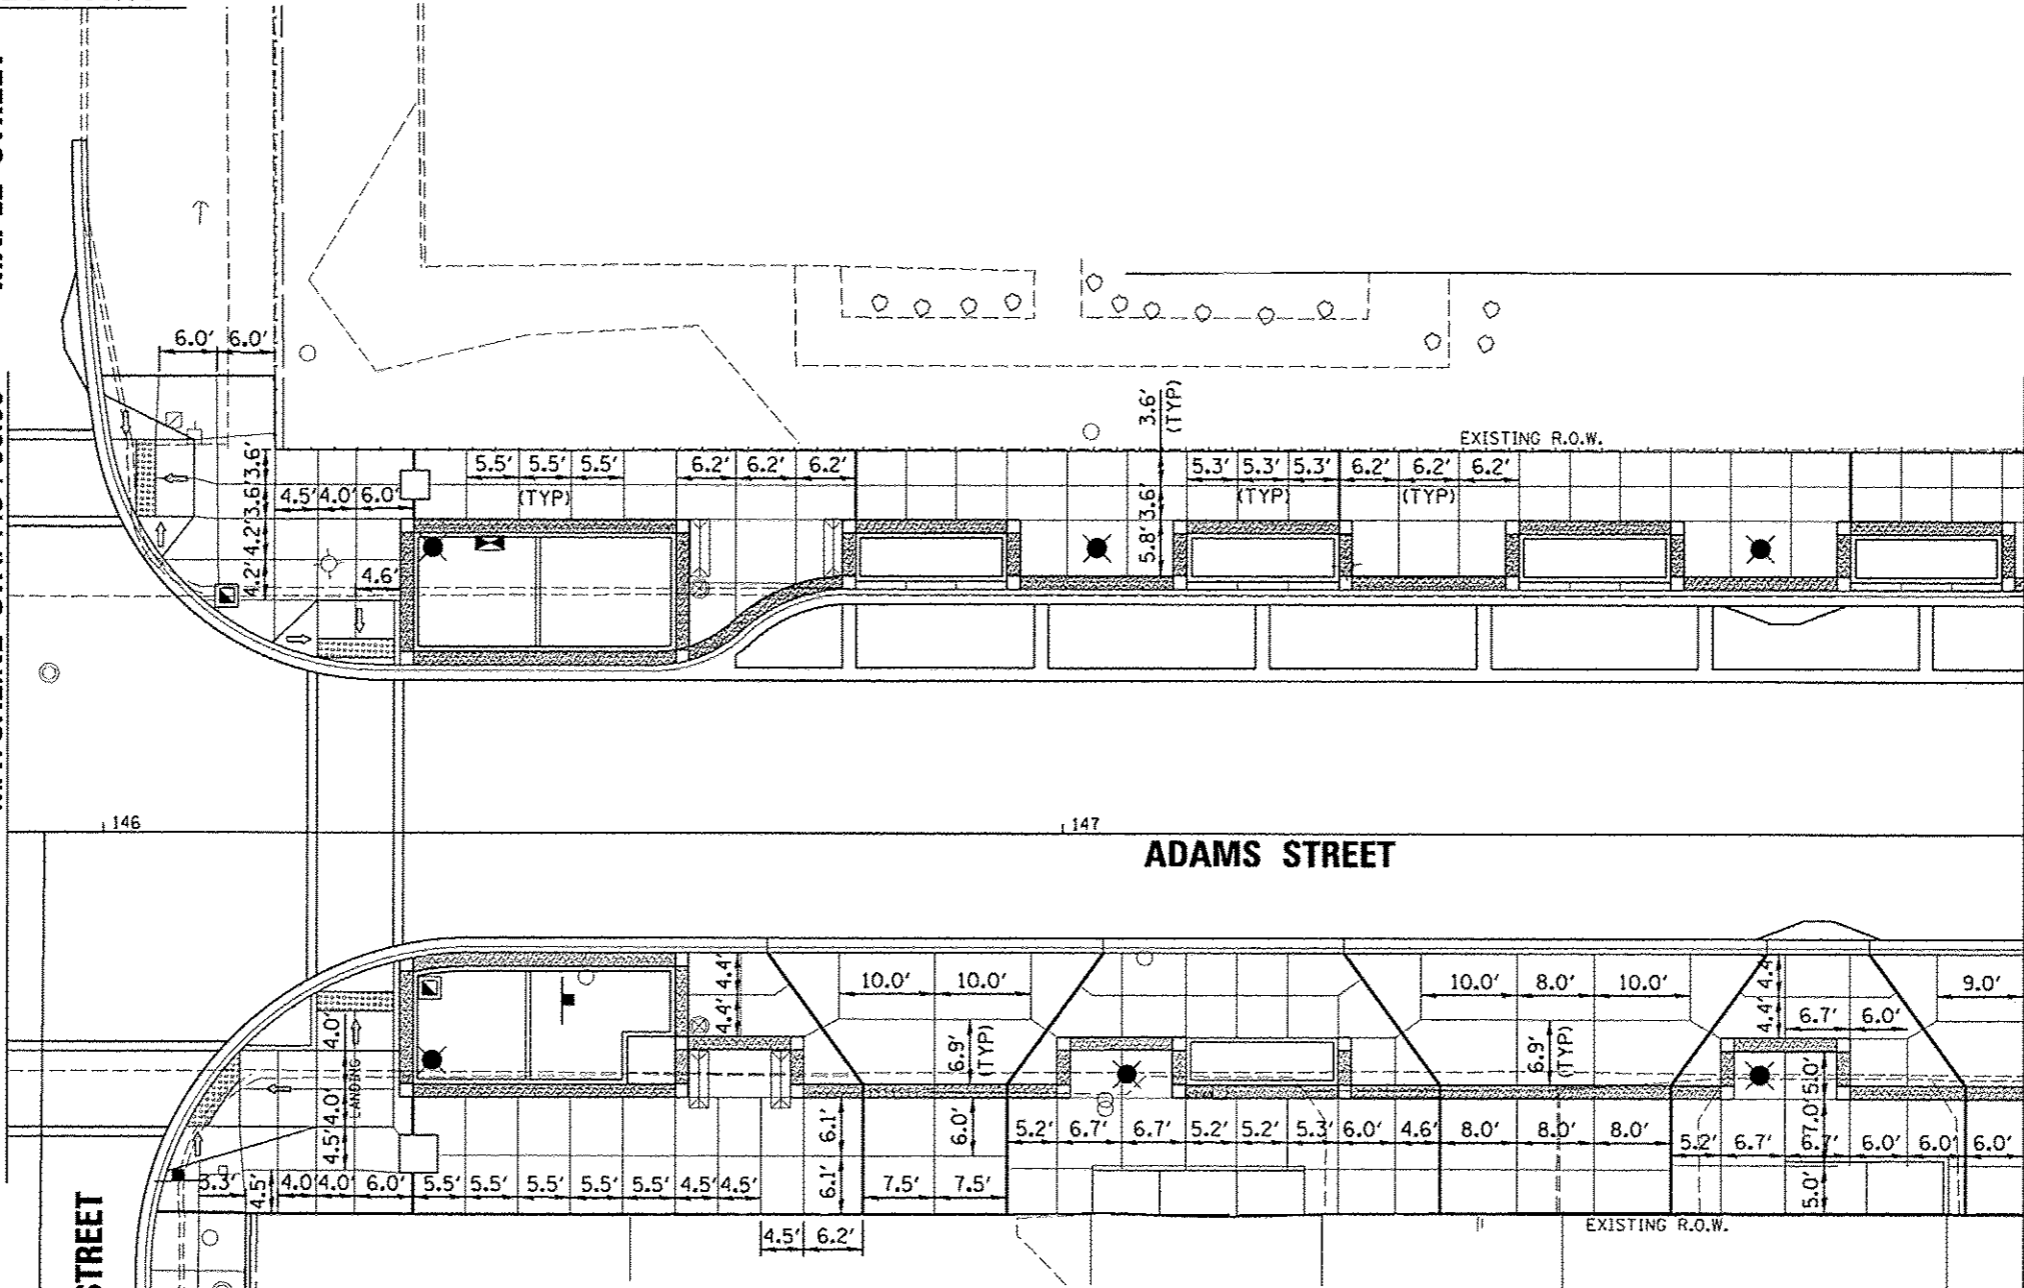 6.0' 6.0'
3.6'
(TYP)
EXISTING R.O.W.
3.6'
3.6'
4.2'
4.2'
4.5' 4.0' 6.0'
4.6'
5.5' 5.5' 5.5'
(TYP)
6.2' 6.2' 6.2'
3.6'
5.8'
5.3' 5.3' 5.3'
(TYP)
6.2' 6.2' 6.2'
(TYP)
146
147
ADAMS STREET
4.4'
4.4'
10.0' 10.0'
6.9'
(TYP)
10.0' 8.0' 10.0'
6.9'
(TYP)
4.4'
4.4'
6.7' 6.0'
9.0'
4.0'
LANDING
4.0'
4.5'
6.1'
6.1'
6.0'
5.2' 6.7' 6.7' 5.2' 5.2' 5.3' 6.0' 4.6' 8.0' 8.0' 8.0'
5.0'
5.2' 6.7' 6.7' 6.0' 6.0' 6.0'
5.0'
3.3'
4.5'
4.0' 4.0' 6.0' 5.5' 5.5' 5.5' 5.5' 5.5' 4.5' 4.5'
7.5' 7.5'
4.5' 6.2'
EXISTING R.O.W.
STREET